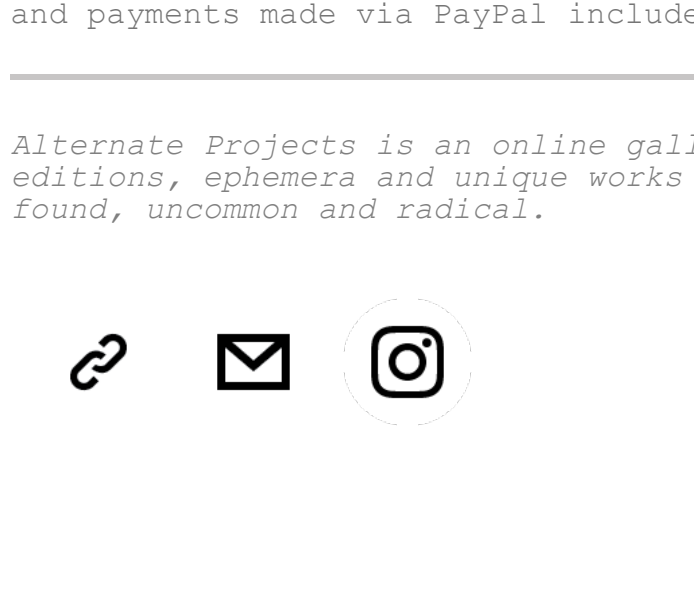 and payments made via PayPal include
Alternate Projects is an online gall
editions, ephemera and unique works
found, uncommon and radical.